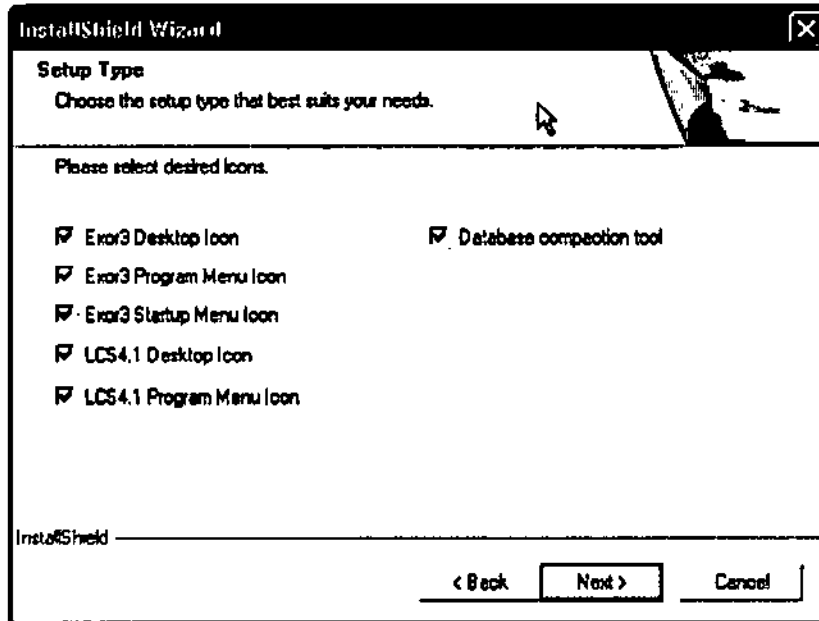 InstallShield Wizard
Setup Type
Choose the setup type that best suits your needs.
Please select desired icons.
Exor3 Desktop Icon
Database compaction tool
Exor3 Program Menu Icon
Exor3 Startup Menu Icon
LCS4.1 Desktop Icon
LCS4.1 Program Menu Icon
InstallShield
< Back Next > Cancel